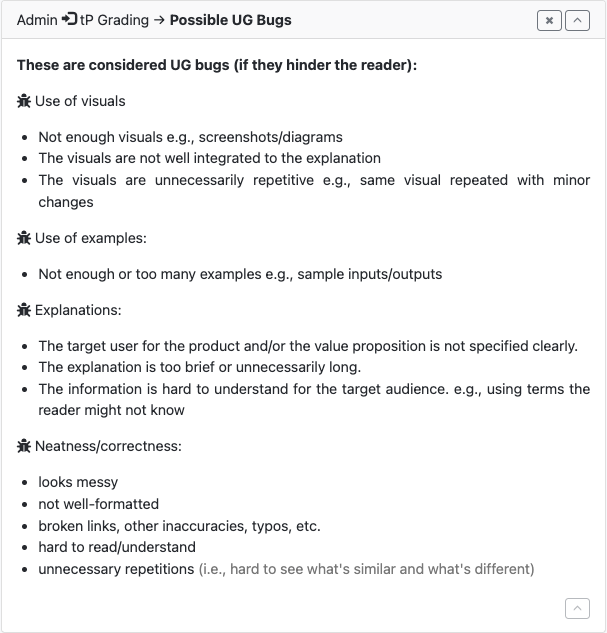 Admin tP Grading → Possible UG Bugs
These are considered UG bugs (if they hinder the reader):
Use of visuals
• Not enough visuals e.g., screenshots/diagrams
• The visuals are not well integrated to the explanation
• The visuals are unnecessarily repetitive e.g., same visual repeated with minor
changes
Use of examples:
• Not enough or too many examples e.g., sample inputs/outputs
Explanations:
• The target user for the product and/or the value proposition is not specified clearly.
• The explanation is too brief or unnecessarily long.
• The information is hard to understand for the target audience. e.g., using terms the
reader might not know
Neatness/correctness:
• looks messy
• not well-formatted
• broken links, other inaccuracies, typos, etc.
• hard to read/understand
• unnecessary repetitions (i.e., hard to see what's similar and what's different)